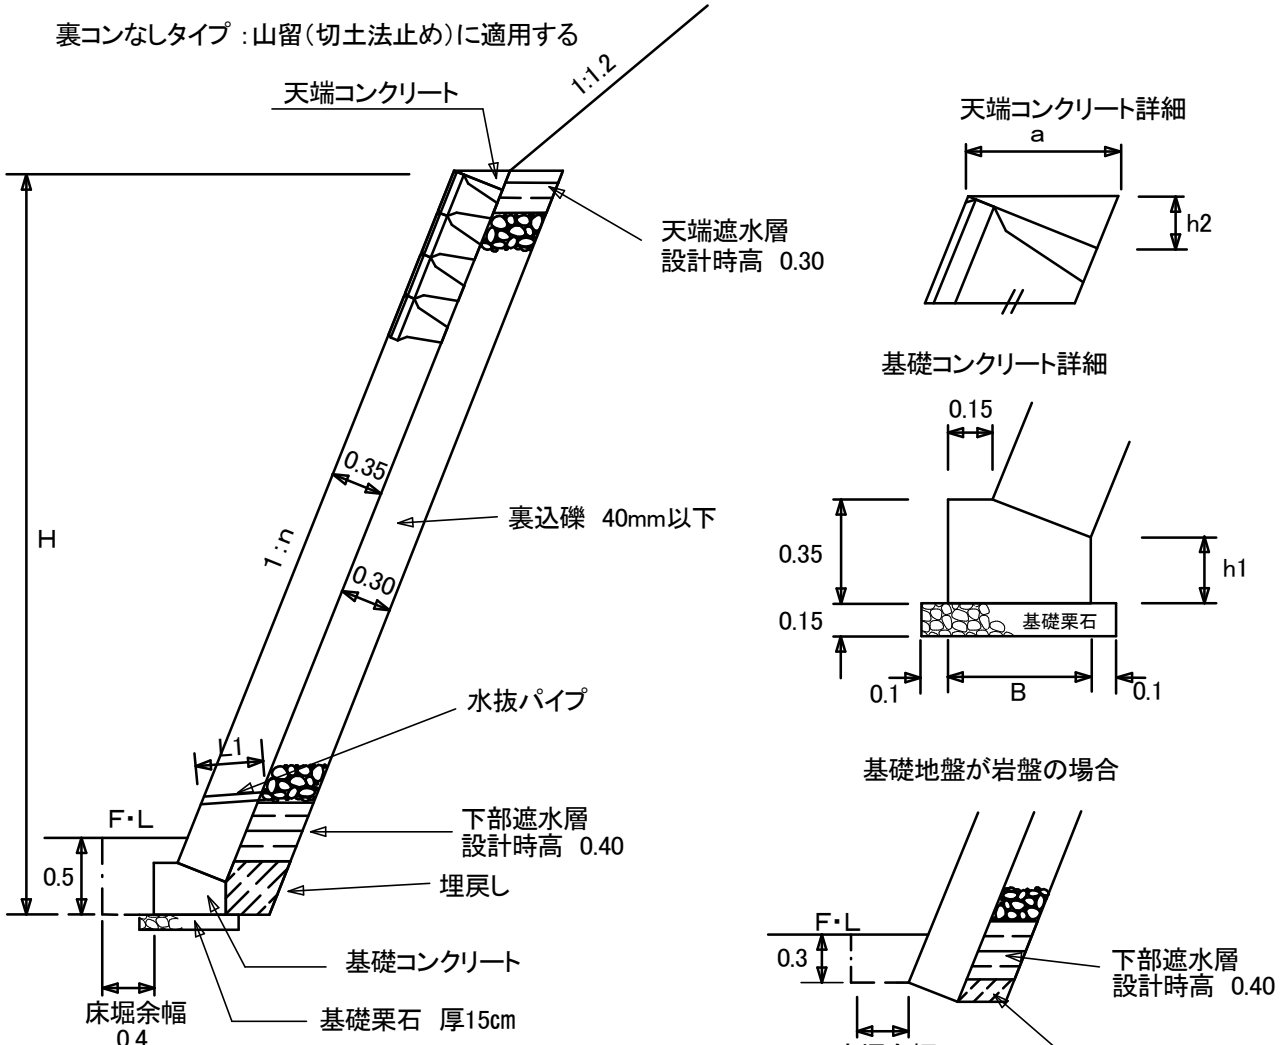 裏コンなしタイプ ：山留（切土法止め）に適用する
1:1.2
天端コンクリート
天端コンクリート詳細
a
h2
天端遮水層
設計時高 0.30
基礎コンクリート詳細
0.15
0.35
H
裏込礫 40mm以下
1:n
0.30
0.35
h1
0.15
基礎栗石
0.1
B
0.1
水抜パイプ
L1
基礎地盤が岩盤の場合
F・L
下部遮水層
設計時高 0.40
0.5
埋戻し
F・L
0.3
基礎コンクリート
下部遮水層
設計時高 0.40
床堀余幅
0.4
基礎栗石 厚15cm